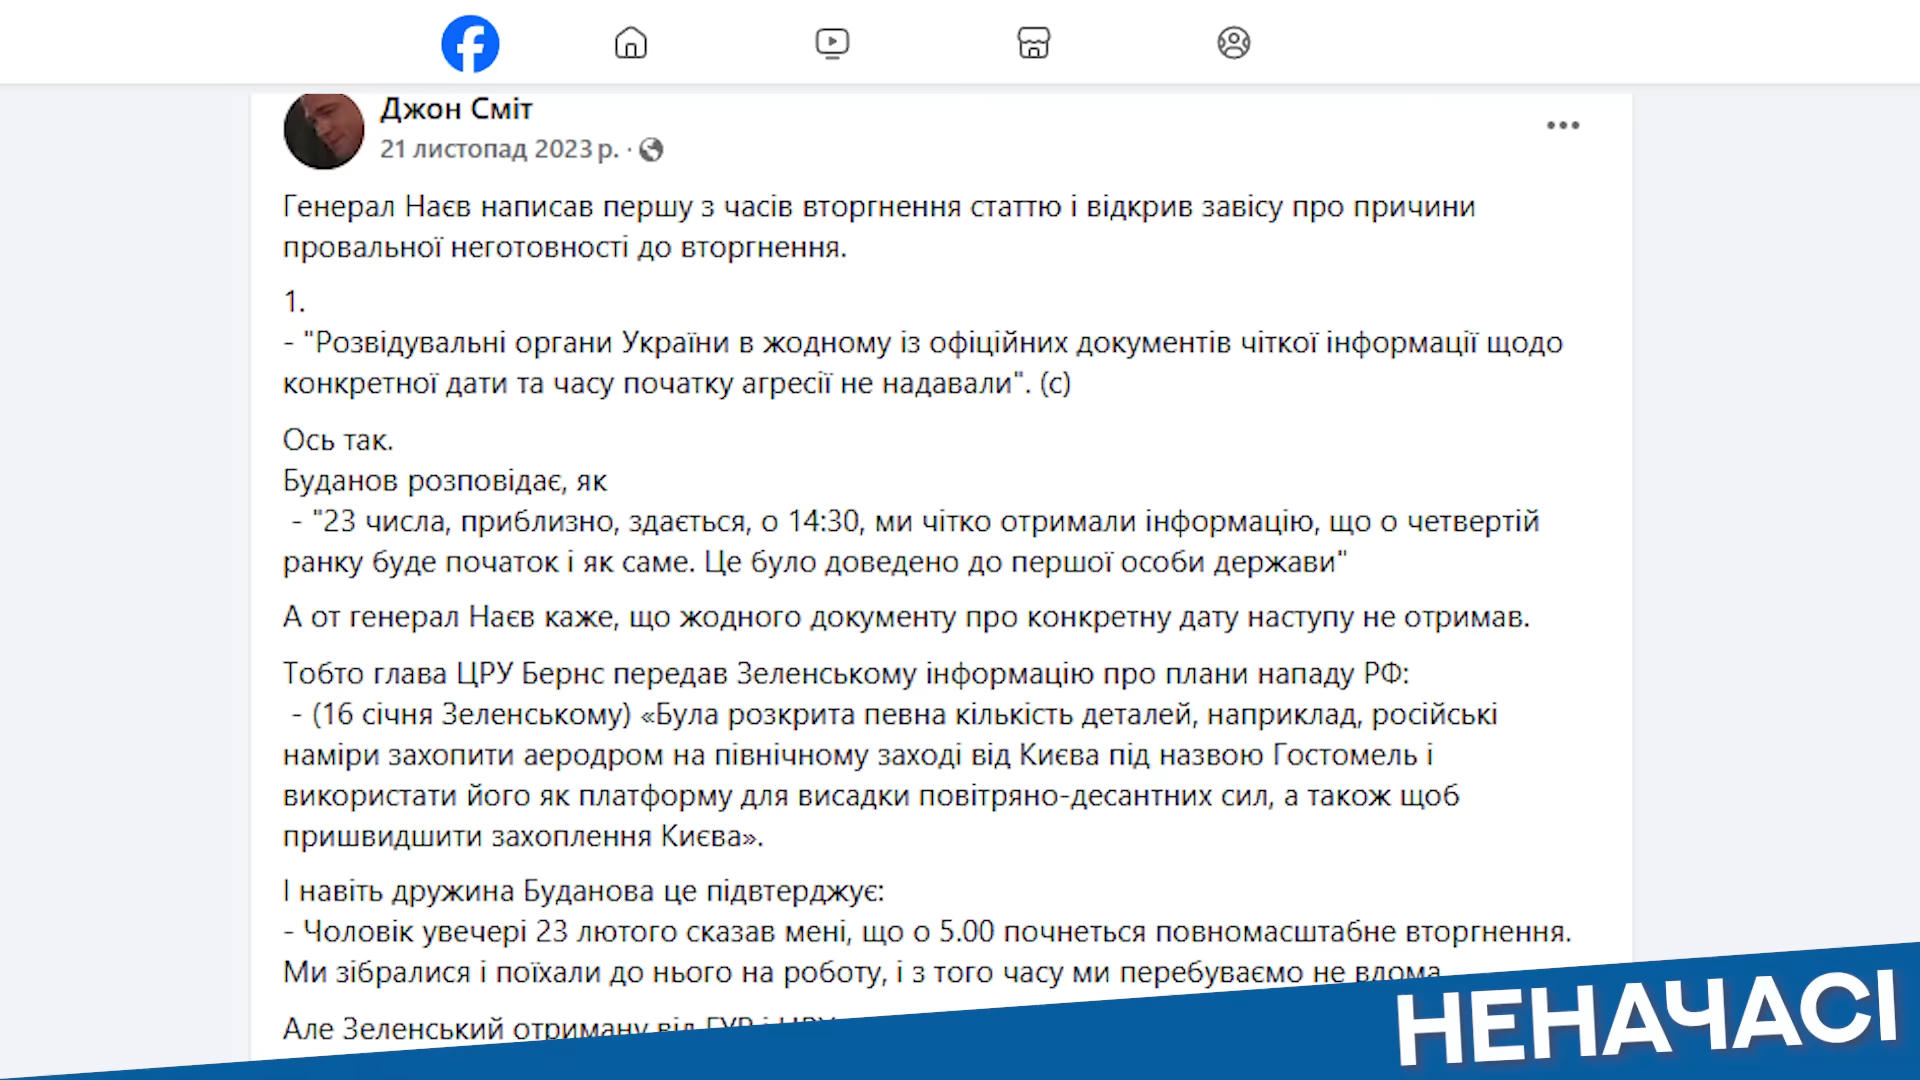 Джон Сміт
21 листопад 2023 р. ·
Генерал Наєв написав першу з часів вторгнення статтю і відкрив завісу про причини
провальної неготовності до вторгнення.
1.
- "Розвідувальні органи України в жодному із офіційних документів чіткої інформації щодо
конкретної дати та часу початку агресії не надавали". (с)
Ось так.
Буданов розповідає, як
- "23 числа, приблизно, здається, о 14:30, ми чітко отримали інформацію, що о четвертій
ранку буде початок і як саме. Це було доведено до першої особи держави"
А от генерал Наєв каже, що жодного документу про конкретну дату наступу не отримав.
Тобто глава ЦРУ Бернс передав Зеленському інформацію про плани нападу РФ:
- (16 січня Зеленському) «Була розкрита певна кількість деталей, наприклад, російські
наміри захопити аеродром на північному заході від Києва під назвою Гостомель і
використати його як платформу для висадки повітряно-десантних сил, а також щоб
пришвидшити захоплення Києва».
І навіть дружина Буданова це підвтерджує:
- Чоловік увечері 23 лютого сказав мені, що о 5.00 почнеться повномасштабне вторгнення.
Ми зібралися і поїхали до нього на роботу, і з того часу ми перебуваємо не вдома
Але Зеленський отриману від ГУР і ЦРУ
НЕНАЧАСІ